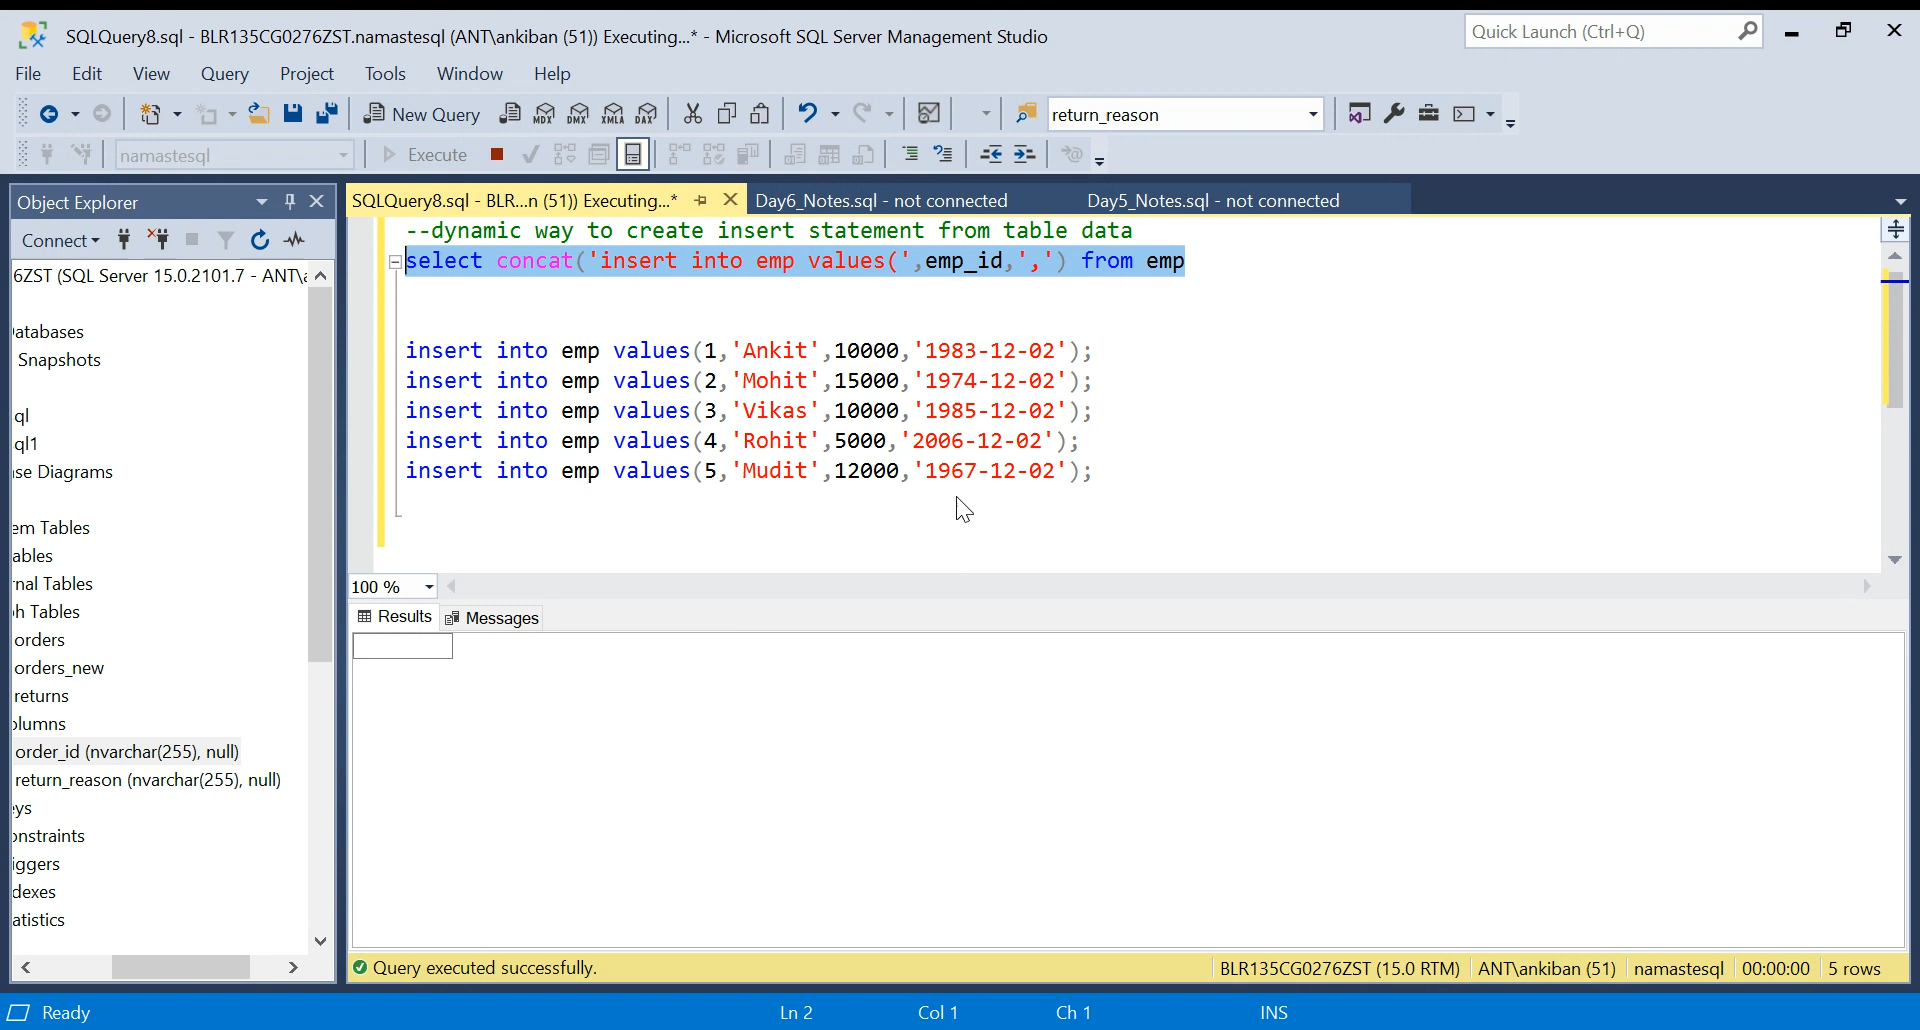 SQLQuery8.sql - BLR135CG0276ZST.namastesql (ANT\ankiban (51)) Executing...* - Microsoft SQL Server Management Studio
Quick Launch (Ctrl+Q)
File Edit View Query Project Tools Window Help
New Query
MDX DMX XMLA DAX
return_reason
namastesql
Execute
Object Explorer
SQLQuery8.sql - BLR...n (51)) Executing...*
Day6_Notes.sql - not connected
Day5_Notes.sql - not connected
Connect
6ZST (SQL Server 15.0.2101.7 - ANT\a
atabases
Snapshots
ql
ql1
se Diagrams
em Tables
ables
nal Tables
h Tables
orders
orders_new
returns
olumns
order_id (nvarchar(255), null)
return_reason (nvarchar(255), null)
eys
onstraints
iggers
dexes
atistics
--dynamic way to create insert statement from table data
select concat('insert into emp values(',emp_id,',') from emp
insert into emp values(1,'Ankit',10000,'1983-12-02');
insert into emp values(2,'Mohit',15000,'1974-12-02');
insert into emp values(3,'Vikas',10000,'1985-12-02');
insert into emp values(4,'Rohit',5000,'2006-12-02');
insert into emp values(5,'Mudit',12000,'1967-12-02');
100 %
Results Messages
Query executed successfully.
BLR135CG0276ZST (15.0 RTM) ANT\ankiban (51) namastesql 00:00:00 5 rows
Ready Ln 2 Col 1 Ch 1 INS